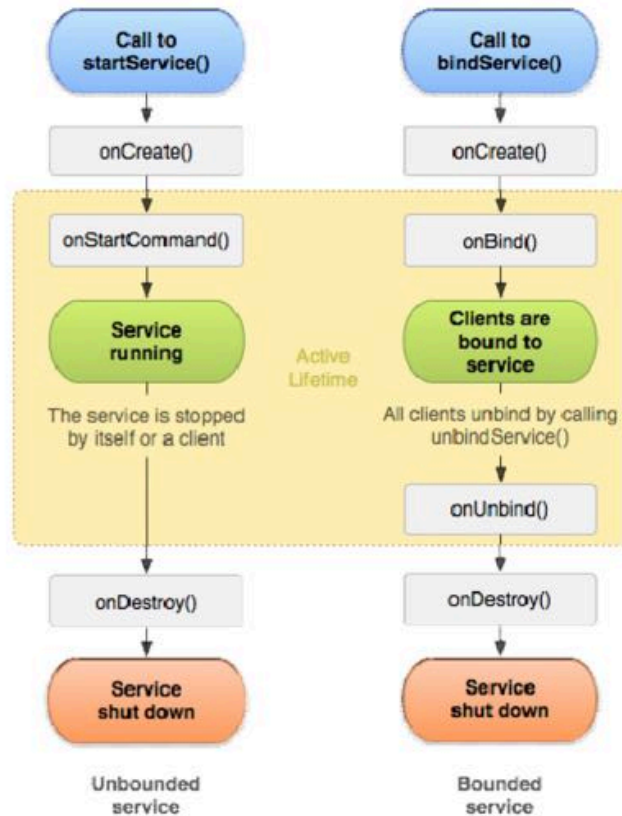 Call to
startService()
onCreate()
onStartCommand()
Service
running
The service is stopped
by itself or a client
onDestroy()
Service
shut down
Unbounded
service
Active
Lifetime
Call to
bindService()
onCreate()
onBind()
Clients are
bound to
service
All clients unbind by calling
unbindService()
onUnbind()
onDestroy()
Service
shut down
Bounded
service